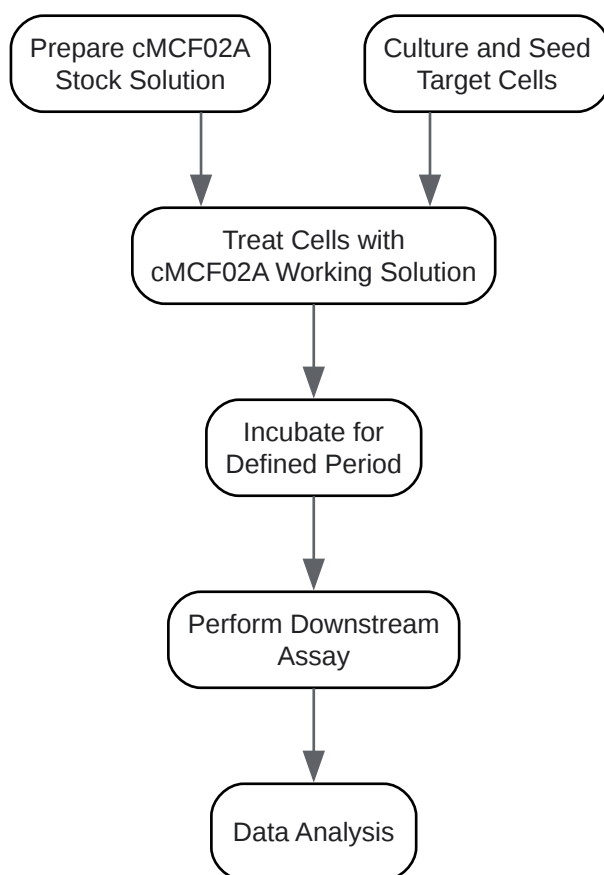 Prepare cMCF02A
Stock Solution
Culture and Seed
Target Cells
Treat Cells with
cMCF02A Working Solution
Incubate for
Defined Period
Perform Downstream
Assay
Data Analysis